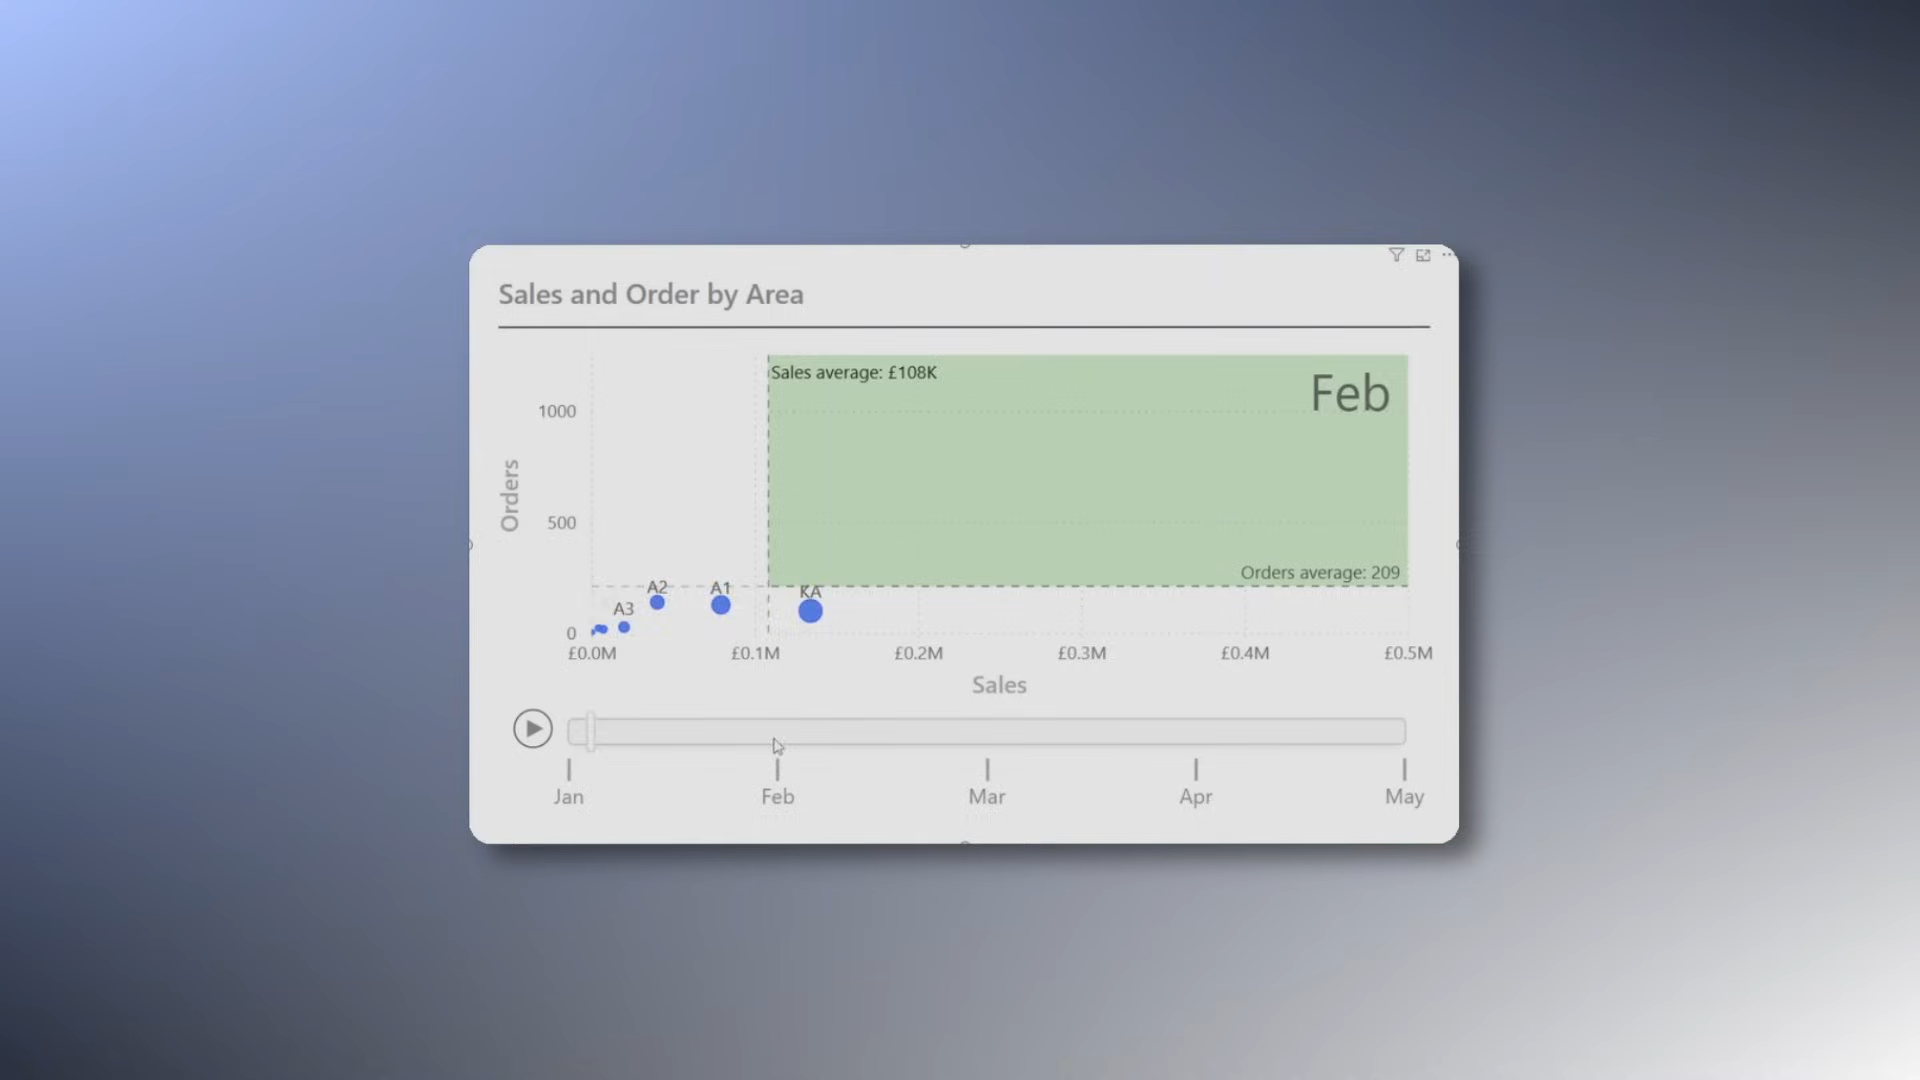 Sales and Order by Area
Sales average: £108K
Feb
1000
Orders
500
Orders average: 209
A2
A1
KA
A3
0
£0.0M
£0.1M
£0.2M
£0.3M
£0.4M
£0.5M
Sales
Jan
Feb
Mar
Apr
May